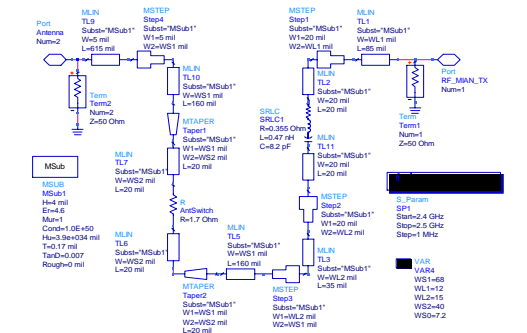 Port
Antenna
Num=2
MLIN
TL9
Subst="MSub1"
W=5 mil
L=615 mil
MSTEP
Step4
Subst="MSub1"
W1=5 mil
W2=WS1 mil
MSTEP
Step1
Subst="MSub1"
W1=20 mil
W2=WL1 mil
MLIN
TL1
Subst="MSub1"
W=WL1 mil
L=85 mil
Port
RF_MIAN_TX
Num=1
Term
Term2
Num=2
Z=50 Ohm
MLIN
TL10
Subst="MSub1"
W=WS1 mil
L=160 mil
MLIN
TL2
Subst="MSub1"
W=20 mil
L=20 mil
Term
Term1
Num=1
Z=50 Ohm
MTAPER
Taper1
Subst="MSub1"
W1=WS1 mil
W2=WS2 mil
L=20 mil
SRLC
SRLC1
R=0.355 Ohm
L=0.47 nH
C=8.2 pF
MLIN
TL11
Subst="MSub1"
W=20 mil
L=20 mil
MLIN
TL7
Subst="MSub1"
W=WS2 mil
L=20 mil
MSub
MSUB
MSub1
H=4 mil
Er=4.6
Mur=1
Cond=1.0E+50
Hu=3.9e+034 mil
T=0.17 mil
TanD=0.007
Rough=0 mil
R
AntSwitch
R=1.7 Ohm
MSTEP
Step2
Subst="MSub1"
W1=20 mil
W2=WL2 mil
S_Param
SP1
Start=2.4 GHz
Stop=2.5 GHz
Step=1 MHz
MLIN
TL6
Subst="MSub1"
W=WS2 mil
L=20 mil
MLIN
TL5
Subst="MSub1"
W=WS1 mil
L=160 mil
MLIN
TL3
Subst="MSub1"
W=WL2 mil
L=35 mil
MTAPER
Taper2
Subst="MSub1"
W1=WS1 mil
W2=WS2 mil
L=20 mil
MSTEP
Step3
Subst="MSub1"
W1=WL2 mil
W2=WS1 mil
VAR
VAR4
WS1=68
WL1=12
WL2=15
WS2=40
WS0=7.2